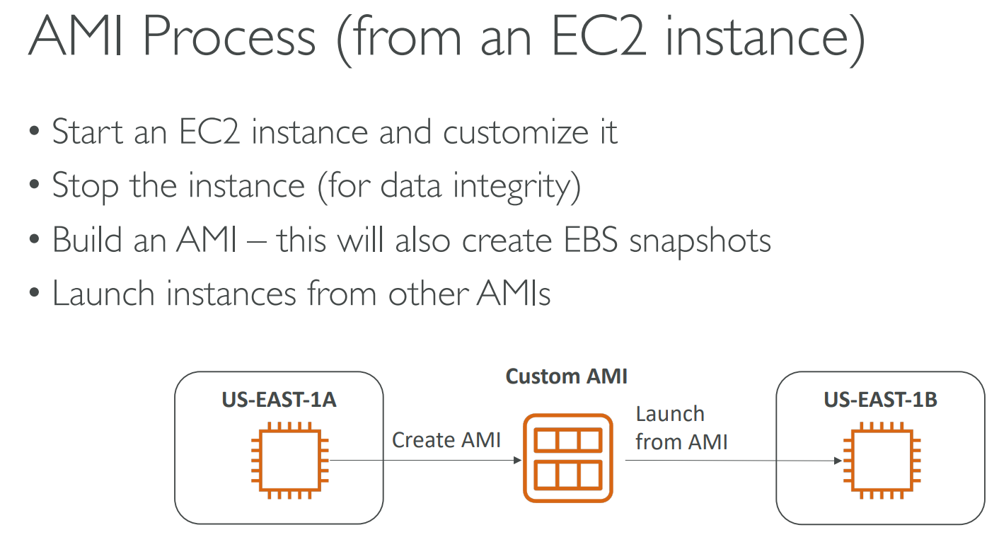 AMI Process (from an EC2 instance)
• Start an EC2 instance and customize it
• Stop the instance (for data integrity)
• Build an AMI – this will also create EBS snapshots
• Launch instances from other AMIs
US-EAST-1A
Create AMI
Custom AMI
Launch
from AMI
US-EAST-1B